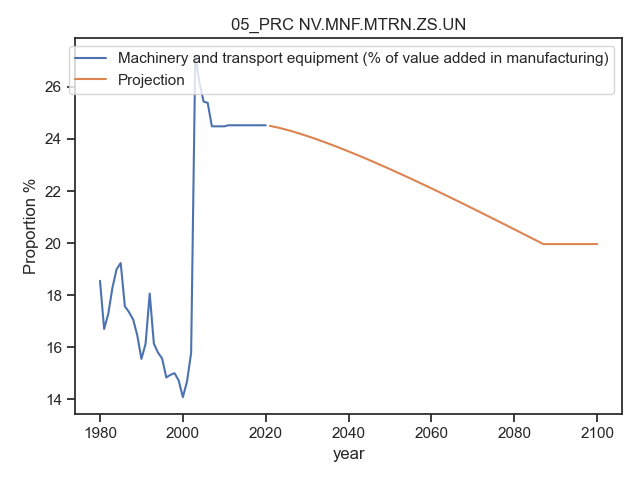 05_PRC NV.MNF.MTRN.ZS.UN
Machinery and transport equipment (% of value added in manufacturing)
Projection
Proportion %
26
24
22
20
18
16
14
1980
2000
2020
2040
2060
2080
2100
year